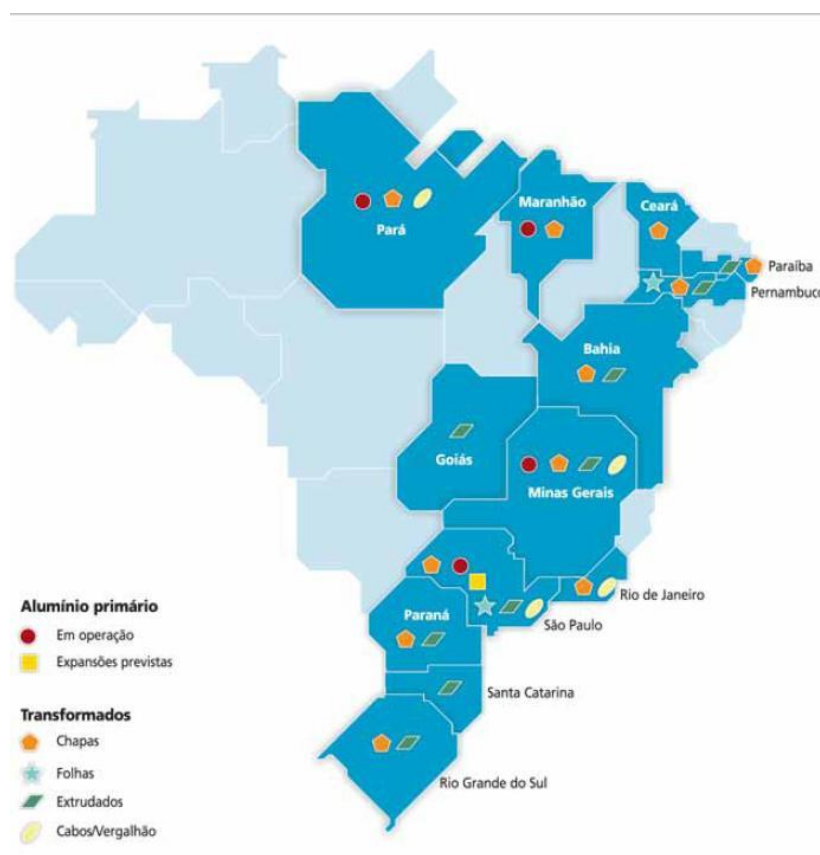 Maranhão
Ceará
Pará
Paraíba
Pernambuco
Bahia
Goiás
Minas Gerais
Rio de Janeiro
Alumínio primário
Em operação
Expansões previstas
Paraná
São Paulo
Santa Catarina
Transformados
Chapas
Folhas
Extrudados
Cabos/Vergalhão
Rio Grande do Sul